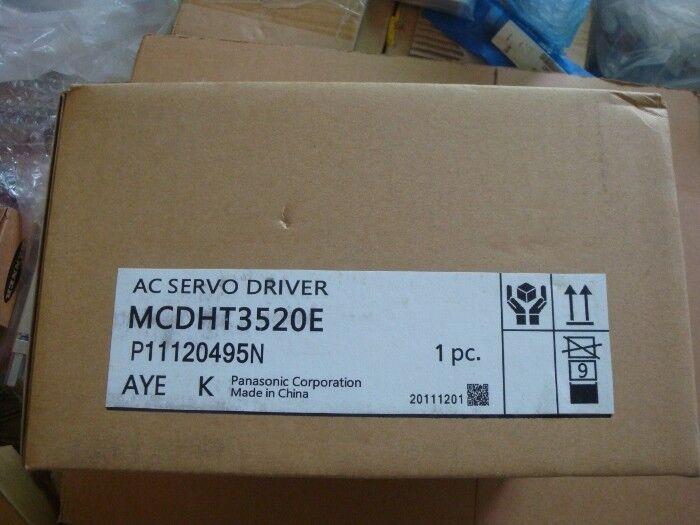 AC SERVO DRIVER
MCDHT3520E
P11120495N
1 pc.
AYE K Panasonic Corporation
Made in China
20111201
9